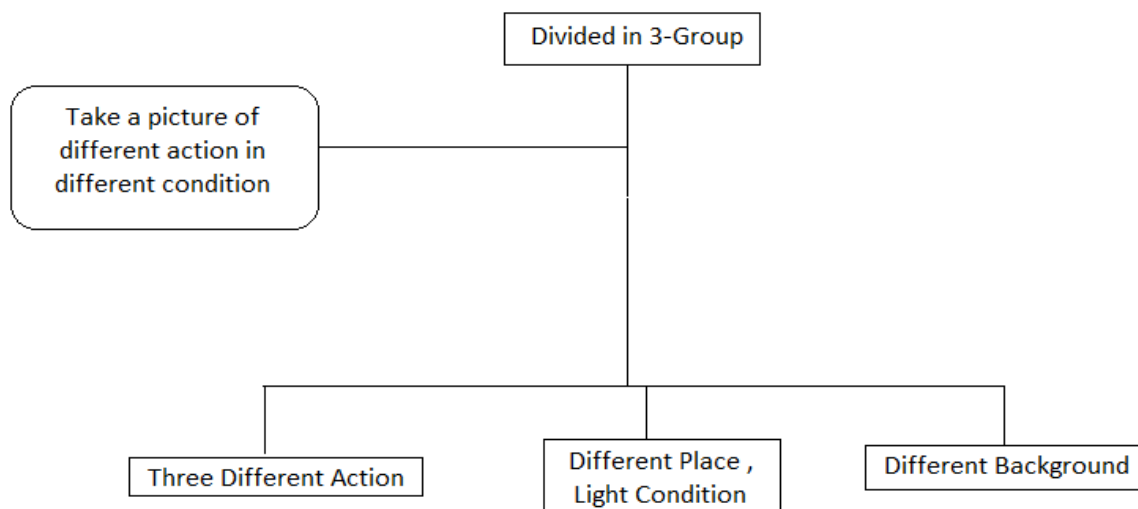 Divided in 3-Group
Take a picture of
different action in
different condition
Three Different Action
Different Place ,
Light Condition
Different Background